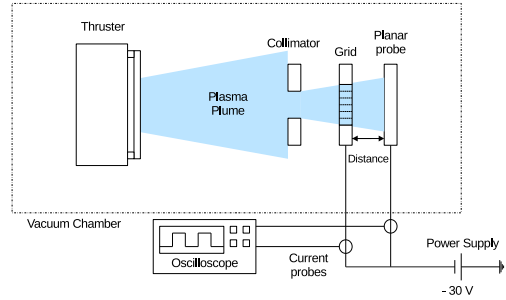 Thruster
Collimator
Grid
Planar
probe
Plasma
Plume
Distance
Vacuum Chamber
Oscilloscope
Current
probes
Power Supply
- 30 V